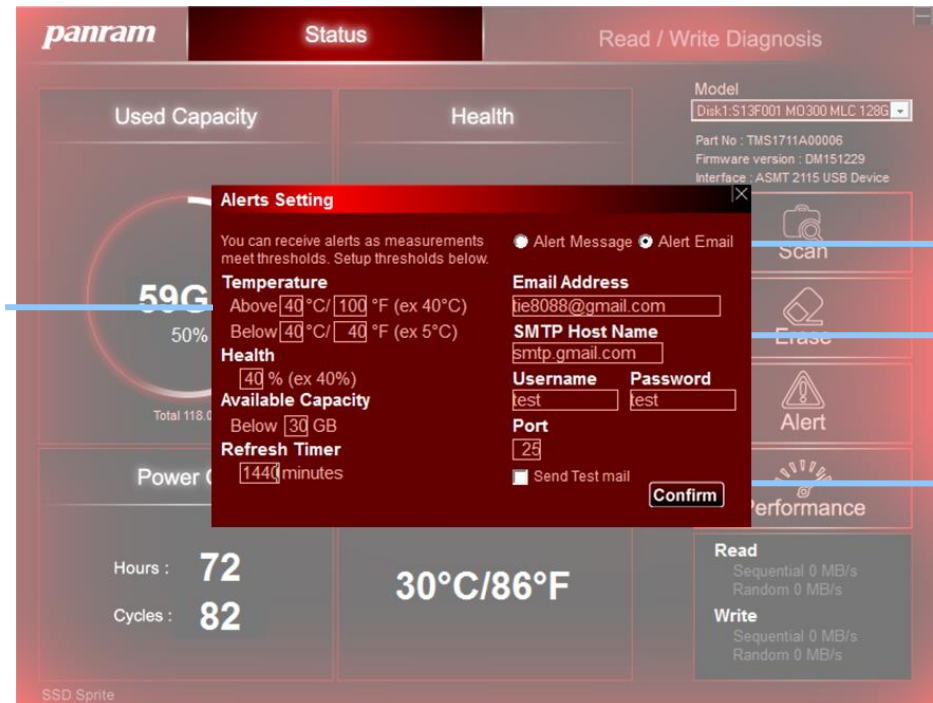 panram
Status
Read / Write Diagnosis
Used Capacity
Health
Model
Disk1:S13F001 MO300 MLC 128G
Part No : TMS1711A00006
Firmware version : DM151229
Interface : ASMT 2115 USB Device
Alerts Setting
You can receive alerts as measurements
meet thresholds. Setup thresholds below.
Temperature
Above 40 °C/ 100 °F (ex 40°C)
Below 40 °C/ 40 °F (ex 5°C)
Health
40 % (ex 40%)
Available Capacity
Below 30 GB
Refresh Timer
1440 minutes
Alert Message Alert Email
Email Address
tie8088@gmail.com
SMTP Host Name
smtp.gmail.com
Username Password
test test
Port
25
Send Test mail
Confirm
59G
50%
Total 118.0
Scan
Erase
Alert
Performance
Power
Hours : 72
Cycles : 82
30°C/86°F
Read
Sequential 0 MB/s
Random 0 MB/s
Write
Sequential 0 MB/s
Random 0 MB/s
SSD Sprite